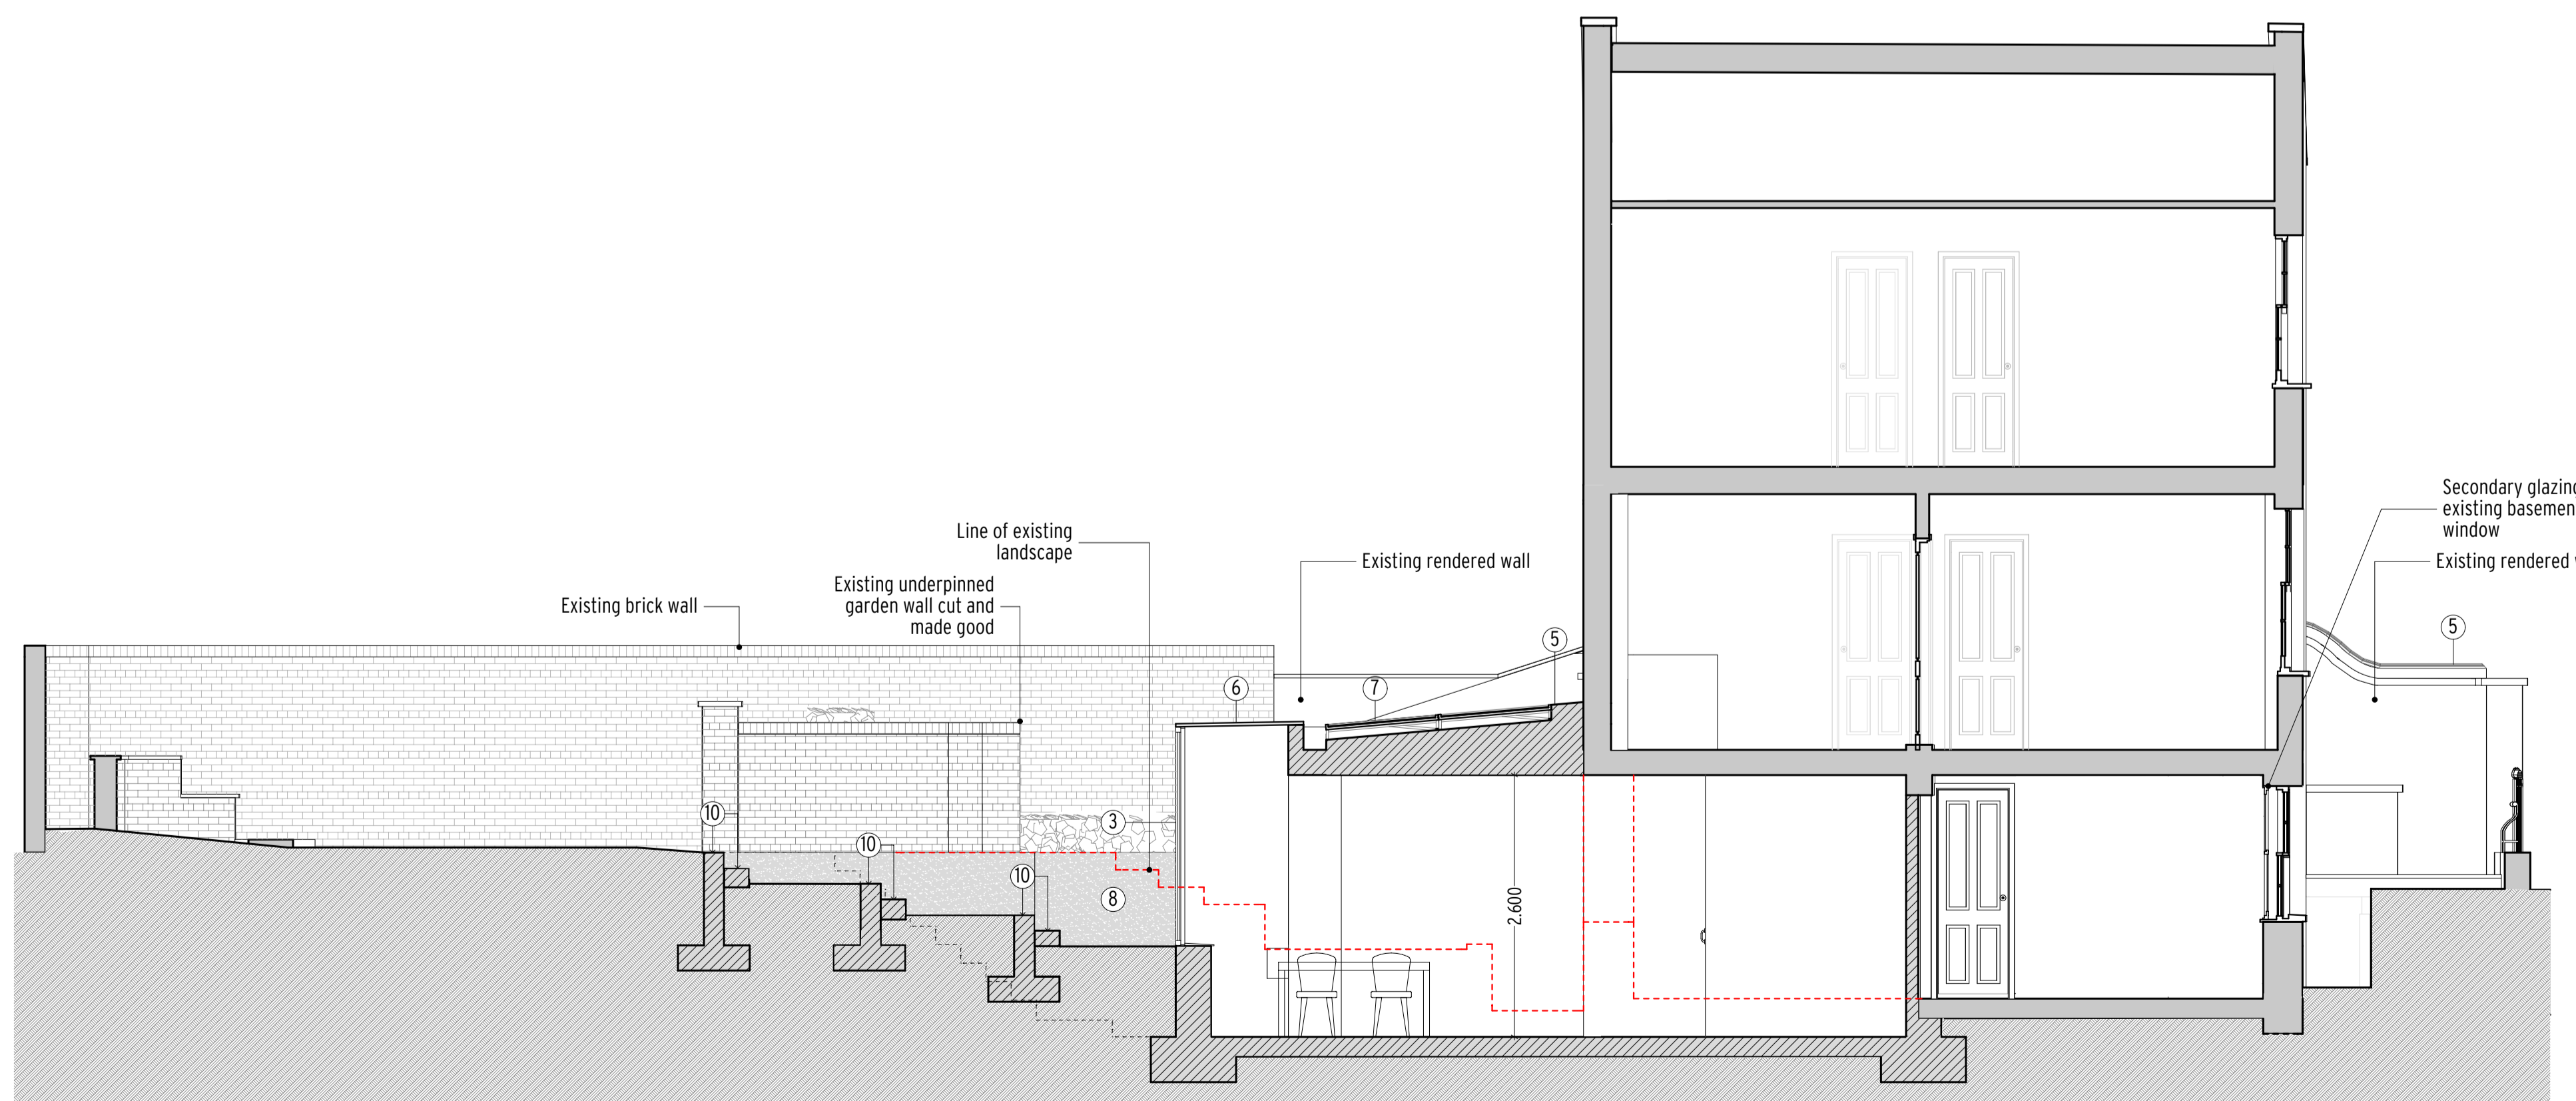 Secondary glazing
existing basemen
window
Line of existing
landscape
Existing rendered wall
Existing rendered
Existing underpinned
garden wall cut and
made good
Existing brick wall
5
5
6
7
10
3
10
10
8
2.600